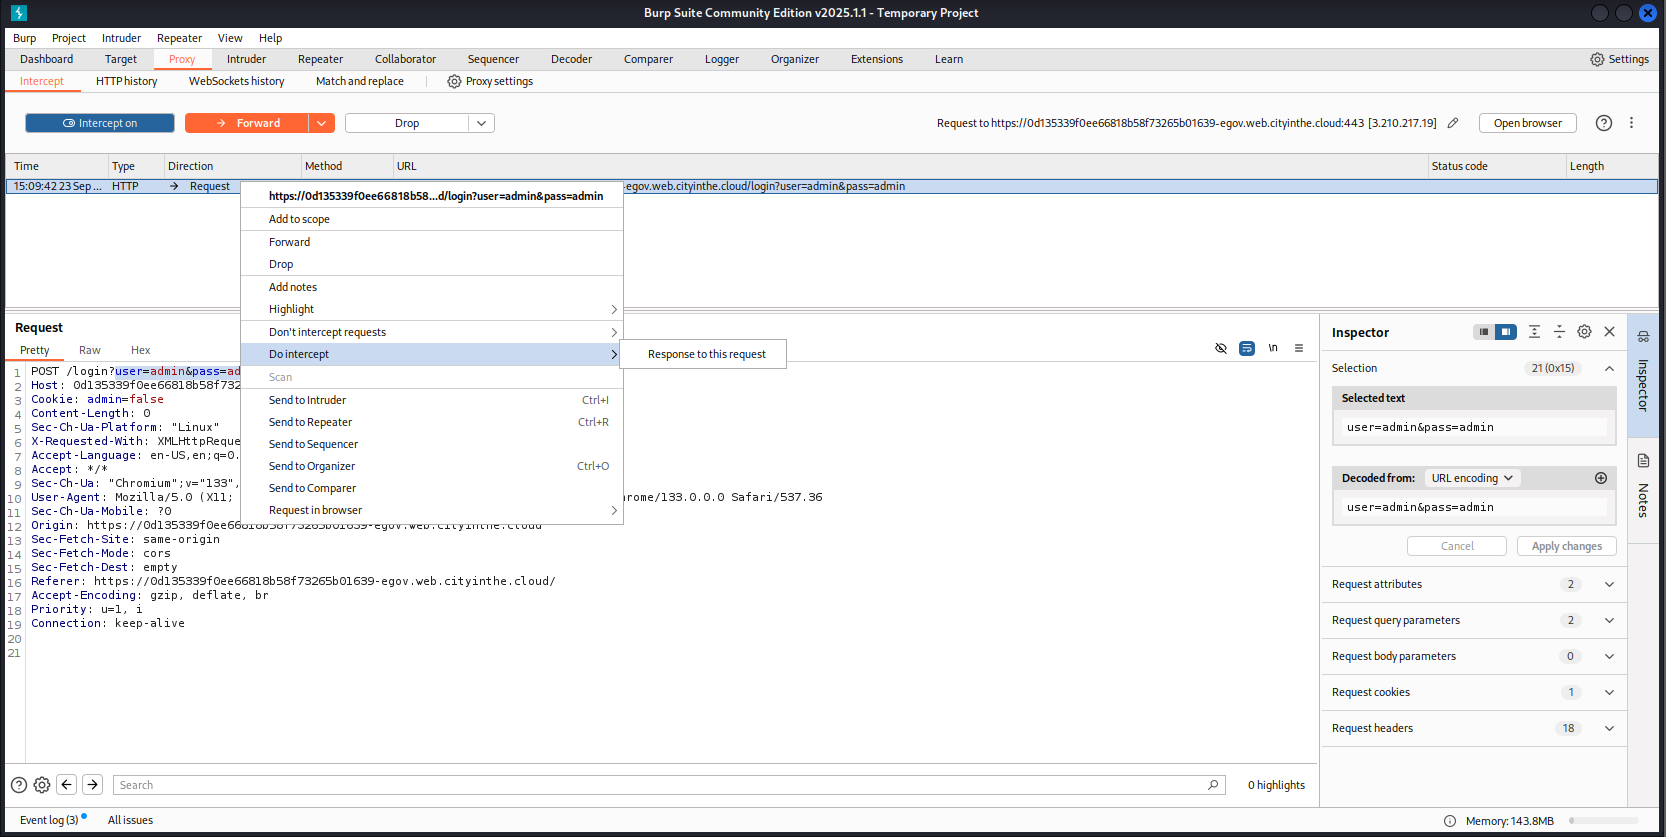 Burp Suite Community Edition v2025.1.1 - Temporary Project
Burp Project Intruder Repeater View Help
Dashboard Target Proxy Intruder Repeater Collaborator Sequencer Decoder Comparer Logger Organizer Extensions Learn Settings
Intercept HTTP history WebSockets history Match and replace Proxy settings
Intercept on Forward Drop Request to https://0d135339f0ee66818b58f73265b01639-egov.web.cityinthe.cloud:443 [3.210.217.19] Open browser
Time Type Direction Method URL Status code Length
15:09:42 23 Sep ... HTTP Request -egov.web.cityinthe.cloud/login?user=admin&pass=admin
https://0d135339f0ee66818b58...d/login?user=admin&pass=admin
Add to scope
Forward
Drop
Add notes
Highlight
Don't intercept requests
Do intercept
Response to this request
Scan
Send to Intruder Ctrl+I
Send to Repeater Ctrl+R
Send to Sequencer
Send to Organizer Ctrl+O
Send to Comparer
Request in browser
Request
Pretty Raw Hex
\n
1 POST /login?user=admin&pass=ad
2 Host: 0d135339f0ee66818b58f732
3 Cookie: admin=false
4 Content-Length: 0
5 Sec-Ch-Ua-Platform: "Linux"
6 X-Requested-With: XMLHttpReque
7 Accept-Language: en-US,en;q=0.
8 Accept: */*
9 Sec-Ch-Ua: "Chromium";v="133",
10 User-Agent: Mozilla/5.0 (X11; rome/133.0.0.0 Safari/537.36
11 Sec-Ch-Ua-Mobile: ?0
12 Origin: https://0d135339f0ee66818b58f73265b01639-egov.web.cityinthe.cloud
13 Sec-Fetch-Site: same-origin
14 Sec-Fetch-Mode: cors
15 Sec-Fetch-Dest: empty
16 Referer: https://0d135339f0ee66818b58f73265b01639-egov.web.cityinthe.cloud/
17 Accept-Encoding: gzip, deflate, br
18 Priority: u=1, i
19 Connection: keep-alive
20
21
Inspector
Selection 21 (0x15)
Selected text
user=admin&pass=admin
Decoded from: URL encoding
user=admin&pass=admin
Cancel Apply changes
Request attributes 2
Request query parameters 2
Request body parameters 0
Request cookies 1
Request headers 18
Inspector
Notes
Search 0 highlights
Event log (3) All issues Memory: 143.8MB